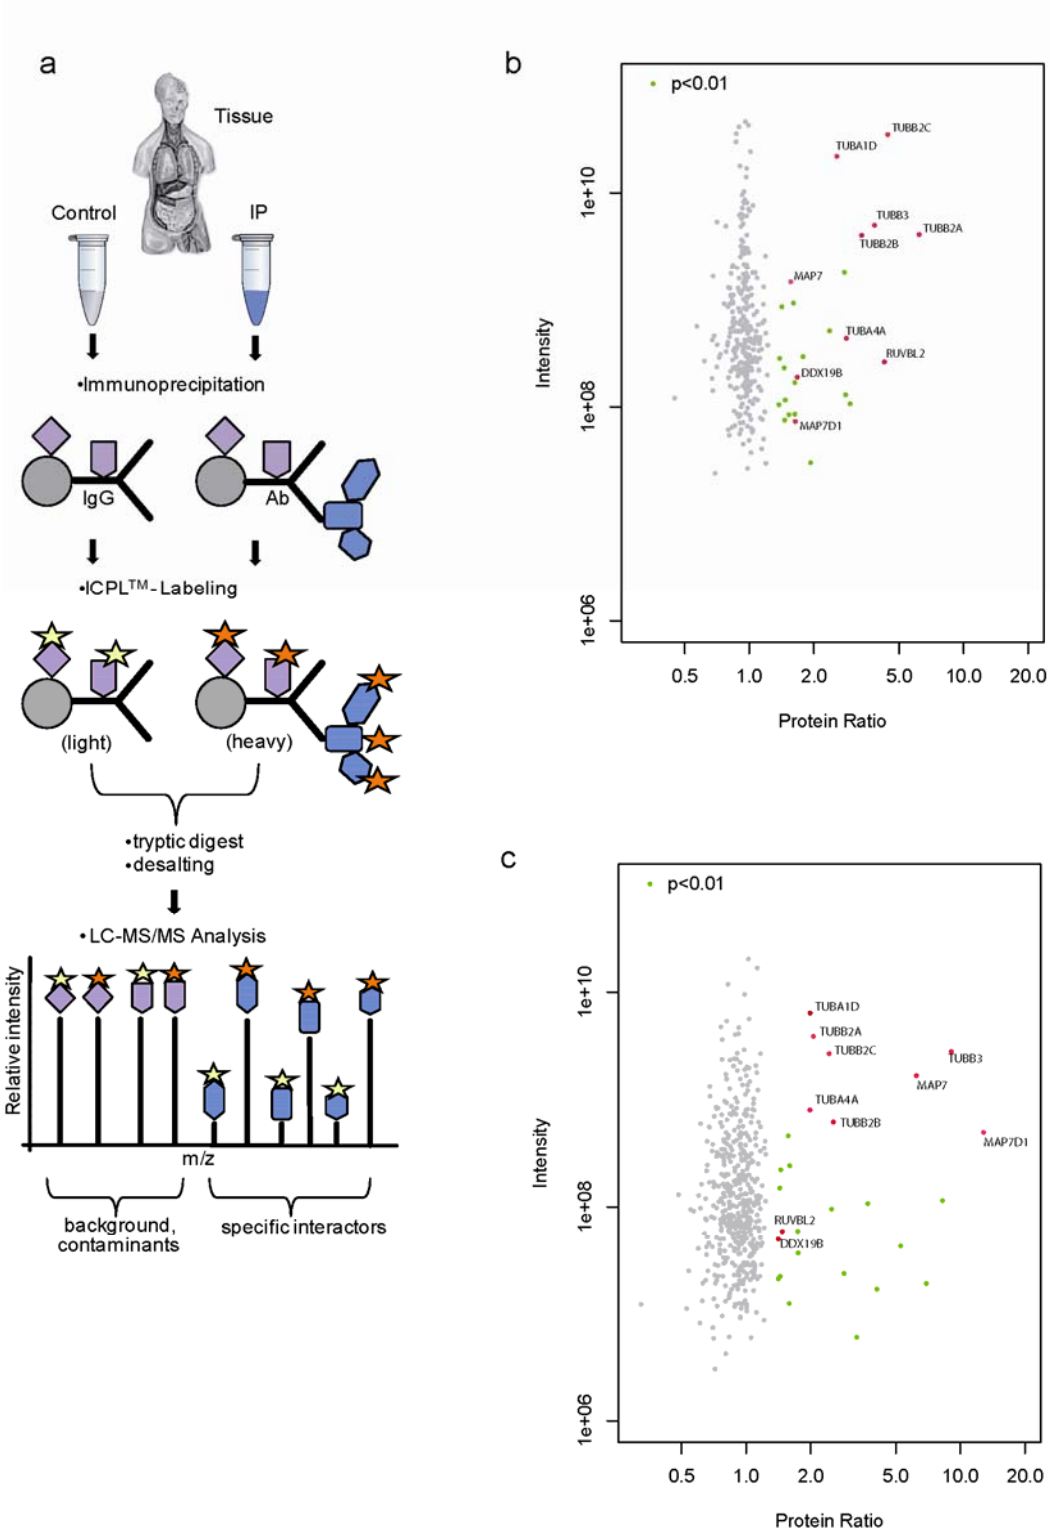 a
Tissue
Control
IP
•Immunoprecipitation
IgG
Ab
•ICPL™- Labeling
(light)
(heavy)
•tryptic digest
•desalting
• LC-MS/MS Analysis
Relative intensity
m/z
background,
contaminants
specific interactors
b
p<0.01
TUBB2C
TUBA1D
TUBB3
TUBB2A
TUBB2B
MAP7
TUBA4A
RUVBL2
DDX19B
MAP7D1
Intensity
1e+10
1e+08
1e+06
0.5 1.0 2.0 5.0 10.0 20.0
Protein Ratio
c
p<0.01
TUBA1D
TUBB2A
TUBB2C
TUBB3
MAP7
TUBA4A
TUBB2B
MAP7D1
RUVBL2
DDX19B
Intensity
1e+10
1e+08
1e+06
0.5 1.0 2.0 5.0 10.0 20.0
Protein Ratio